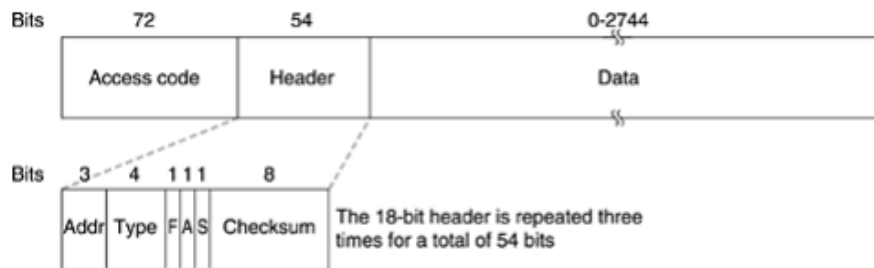 Bits 72 54 0-2744
Access code Header Data
Bits 3 4 1 1 1 8
Addr Type F A S Checksum
The 18-bit header is repeated three
times for a total of 54 bits